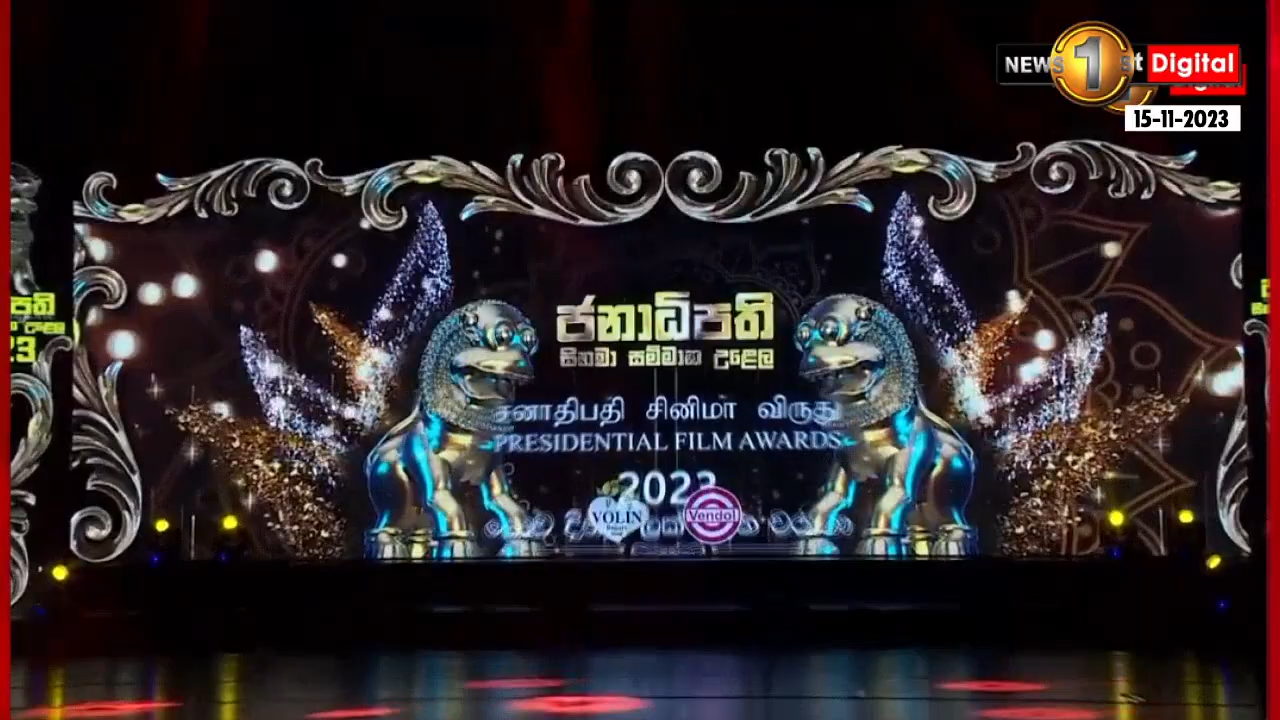 NEWS 1st Digital
15-11-2023
ජනාධිපති
සිනමා සම්මාන උළෙල
சனாதிபதி சினிமா விருது
PRESIDENTIAL FILM AWARDS
2023
VOLIN
Vendol